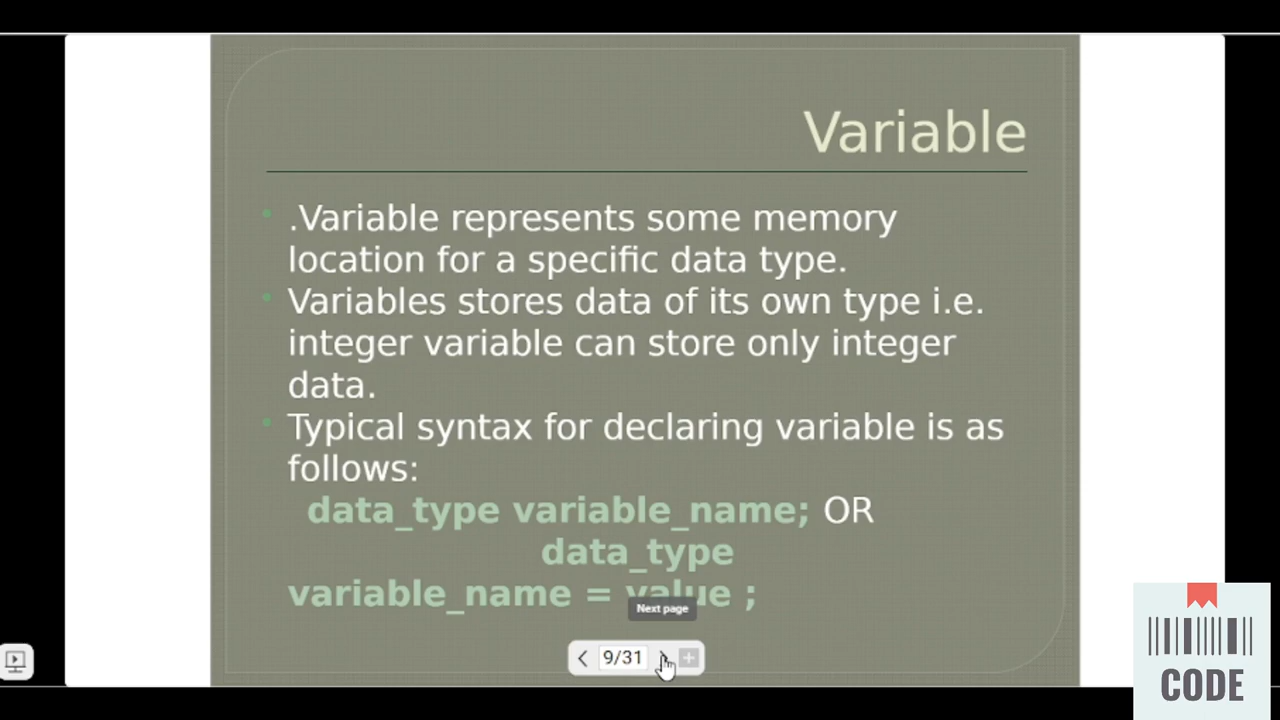 Variable
.Variable represents some memory
location for a specific data type.
Variables stores data of its own type i.e.
integer variable can store only integer
data.
Typical syntax for declaring variable is as
follows:
data_type variable_name; OR
data_type
variable_name = value ;
Next page
9/31
CODE